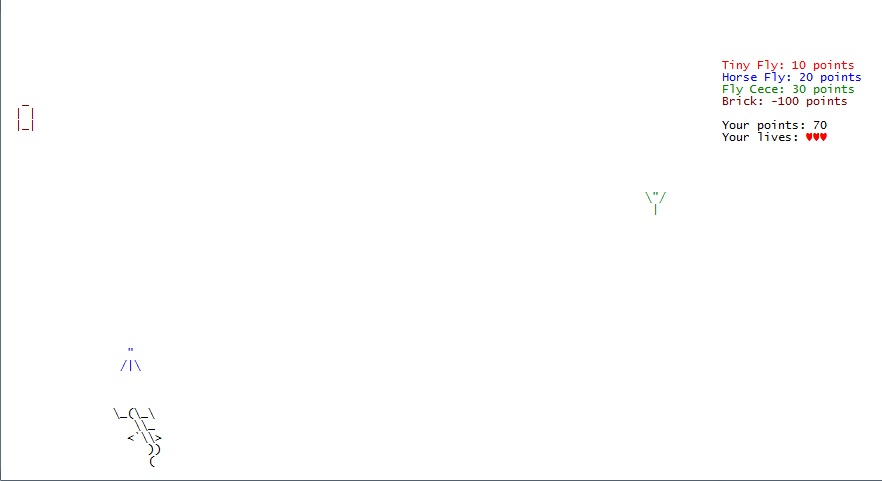 Tiny Fly: 10 points
Horse Fly: 20 points
Fly Cece: 30 points
Brick: -100 points
Your points: 70
Your lives: ♥♥♥